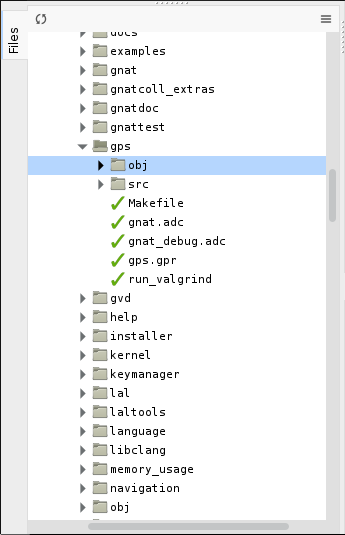 Files
docs
examples
gnat
gnatcoll_extras
gnatdoc
gnattest
gps
obj
src
Makefile
gnat.adc
gnat_debug.adc
gps.gpr
run_valgrind
gvd
help
installer
kernel
keymanager
lal
laltools
language
libclang
memory_usage
navigation
obj